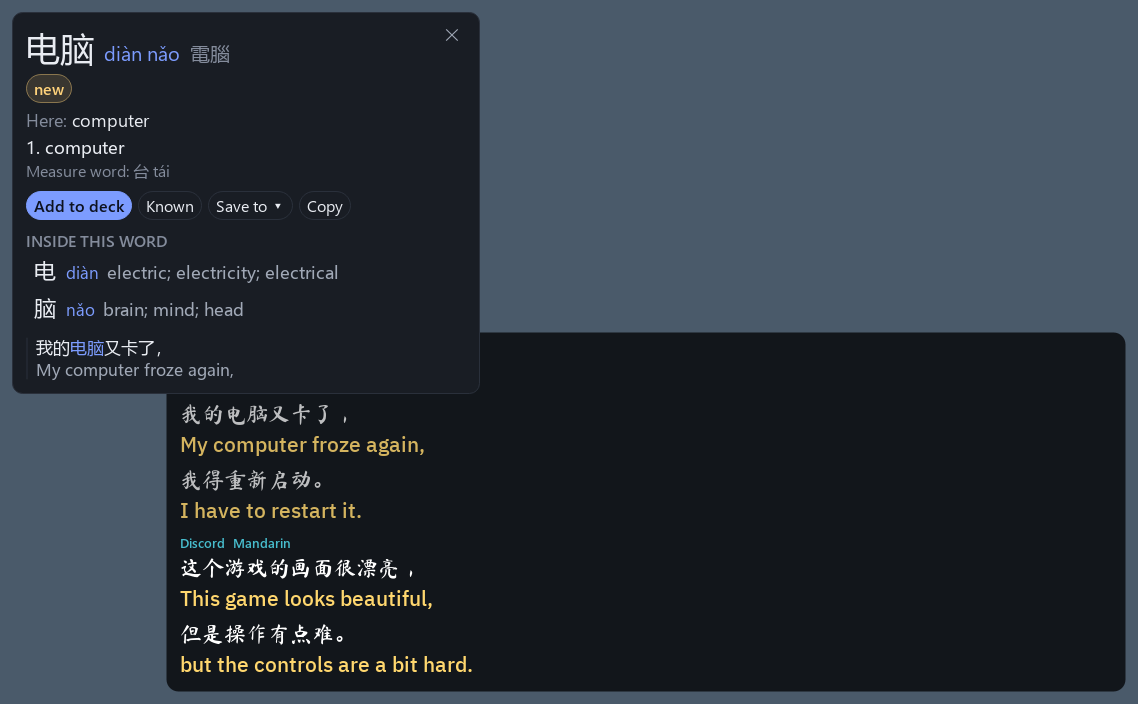 电脑 diàn nǎo 電腦
new
Here: computer
1. computer
Measure word: 台 tái
Add to deck Known Save to ▾ Copy
INSIDE THIS WORD
电 diàn electric; electricity; electrical
脑 nǎo brain; mind; head
我的电脑又卡了，
My computer froze again,
我的电脑又卡了，
My computer froze again,
我得重新启动。
I have to restart it.
Discord Mandarin
这个游戏的画面很漂亮，
This game looks beautiful,
但是操作有点难。
but the controls are a bit hard.